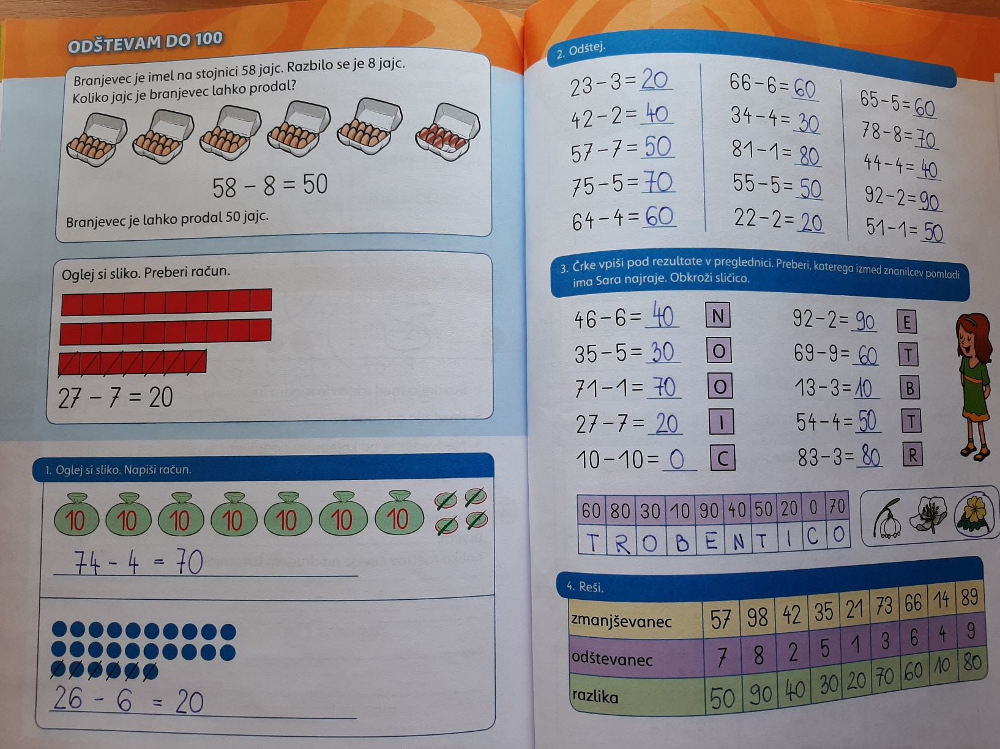 ODŠTEVAM DO 100
Branjevec je imel na stojnici 58 jajc. Razbilo se je 8 jajc.
Koliko jajc je branjevec lahko prodal?
58 - 8 = 50
Branjevec je lahko prodal 50 jajc.
Oglej si sliko. Preberi račun.
27 - 7 = 20
1. Oglej si sliko. Napiši račun.
10 10 10 10 10 10 10
74 - 4 = 70
26 - 6 = 20
2. Odštej.
23-3=20
42-2=40
57-7=50
75-5=70
64-4=60
66-6=60
34-4=30
81-1=80
55-5=50
22-2=20
65-5=60
78-8=70
44-4=40
92-2=90
51-1=50
3. Črke vpiši pod rezultate v preglednici. Preberi, katerega izmed znanilcev pomladi
ima Sara najraje. Obkroži sličico.
46-6=40 N
35-5=30 O
71-1=70 O
27-7=20 I
10-10=0 C
92-2=90 E
69-9=60 T
13-3=10 B
54-4=50 T
83-3=80 R
60 80 30 10 90 40 50 20 0 70
T R O B E N T I C O
4. Reši.
zmanjševanec 57 98 42 35 21 73 66 14 89
odštevanec 7 8 2 5 1 3 6 4 9
razlika 50 90 40 30 20 70 60 10 80